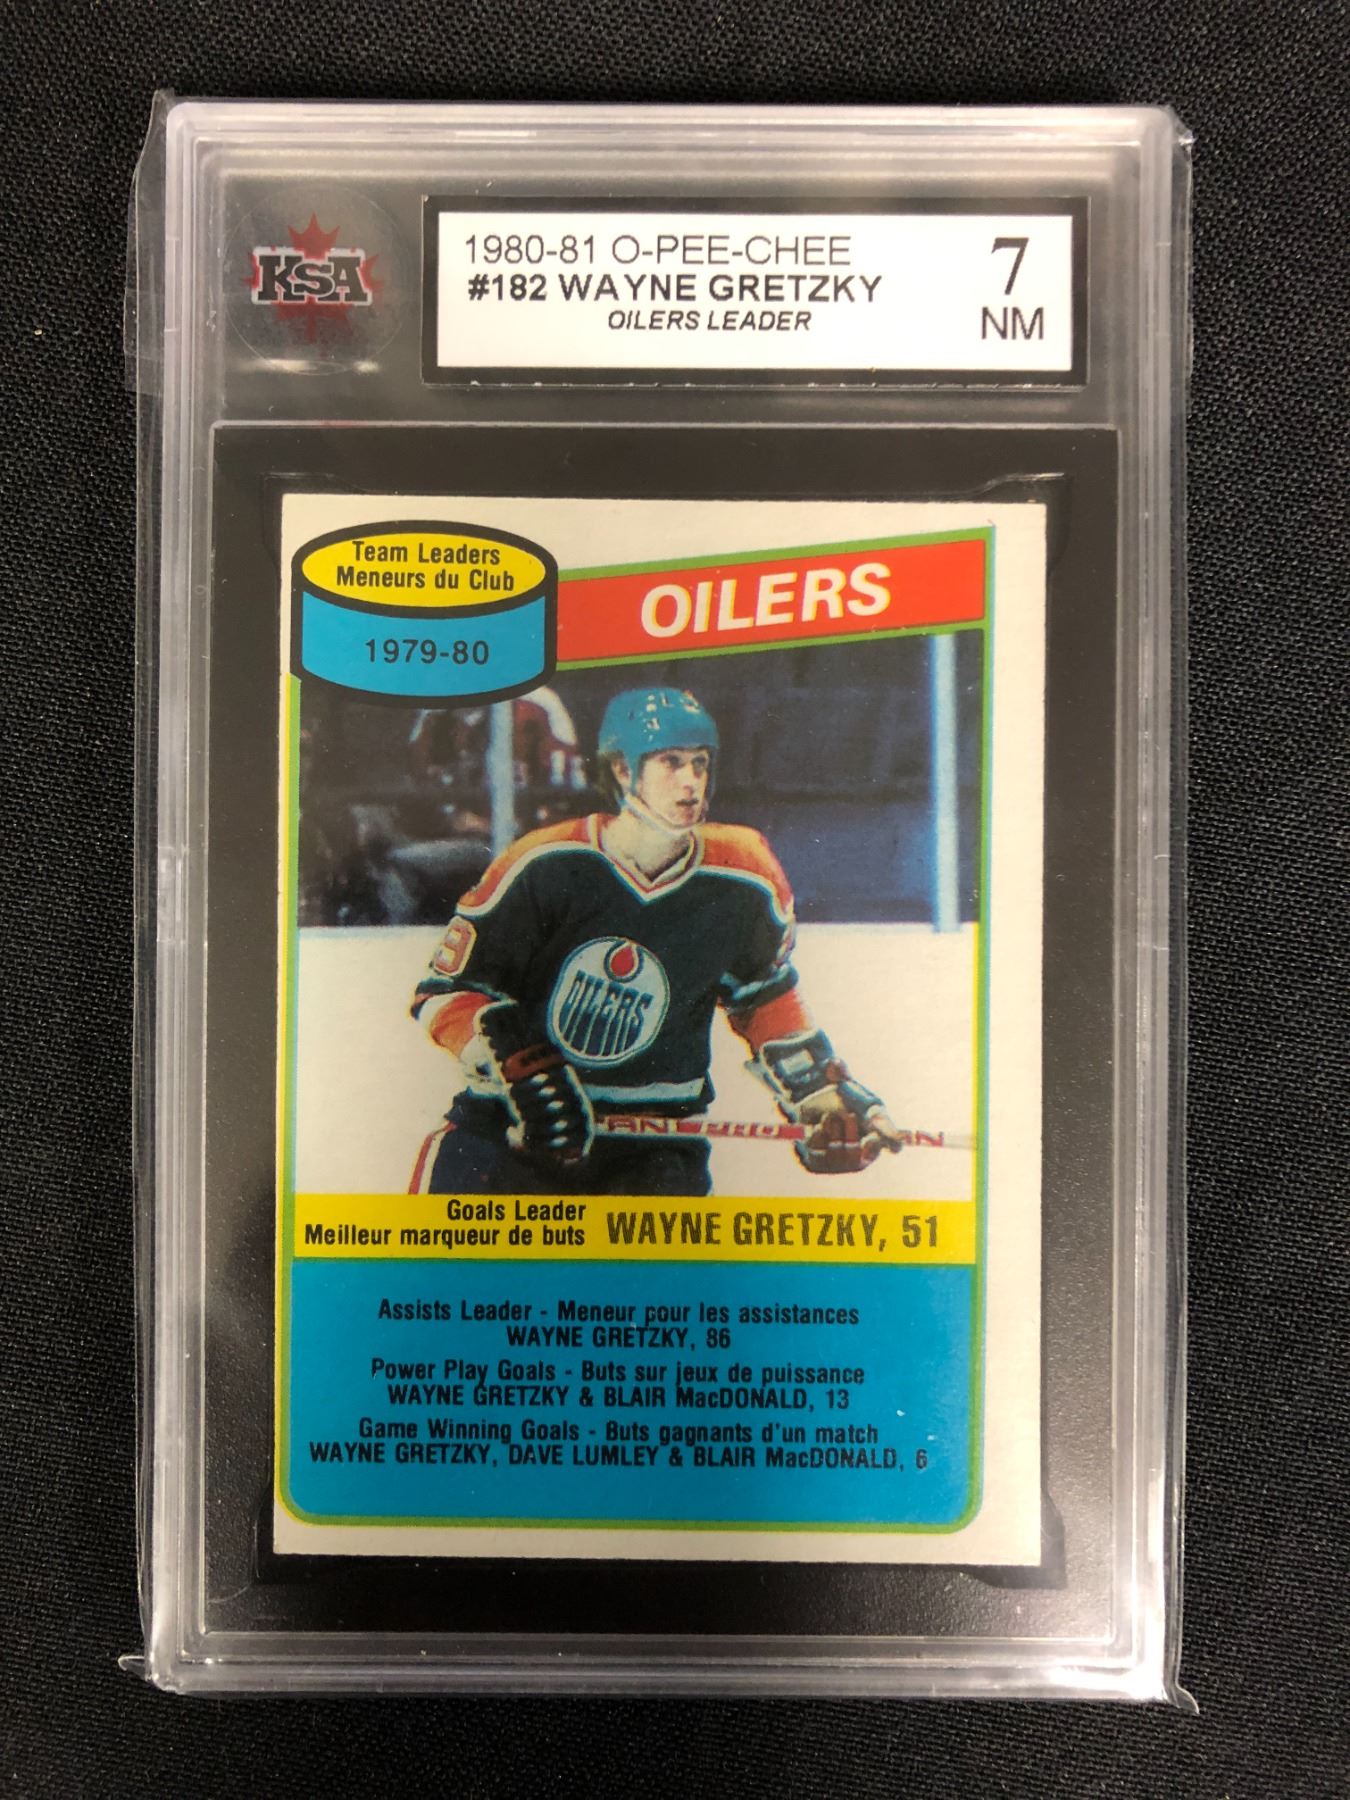 KSA
1980-81 O-PEE-CHEE
#182 WAYNE GRETZKY
OILERS LEADER
7
NM
Team Leaders
Meneurs du Club
1979-80
OILERS
OILERS
Goals Leader
Meilleur marqueur de buts
WAYNE GRETZKY, 51
Assists Leader - Meneur pour les assistances
WAYNE GRETZKY, 86
Power Play Goals - Buts sur jeux de puissance
WAYNE GRETZKY & BLAIR MacDONALD, 13
Game Winning Goals - Buts gagnants d'un match
WAYNE GRETZKY, DAVE LUMLEY & BLAIR MacDONALD, 6